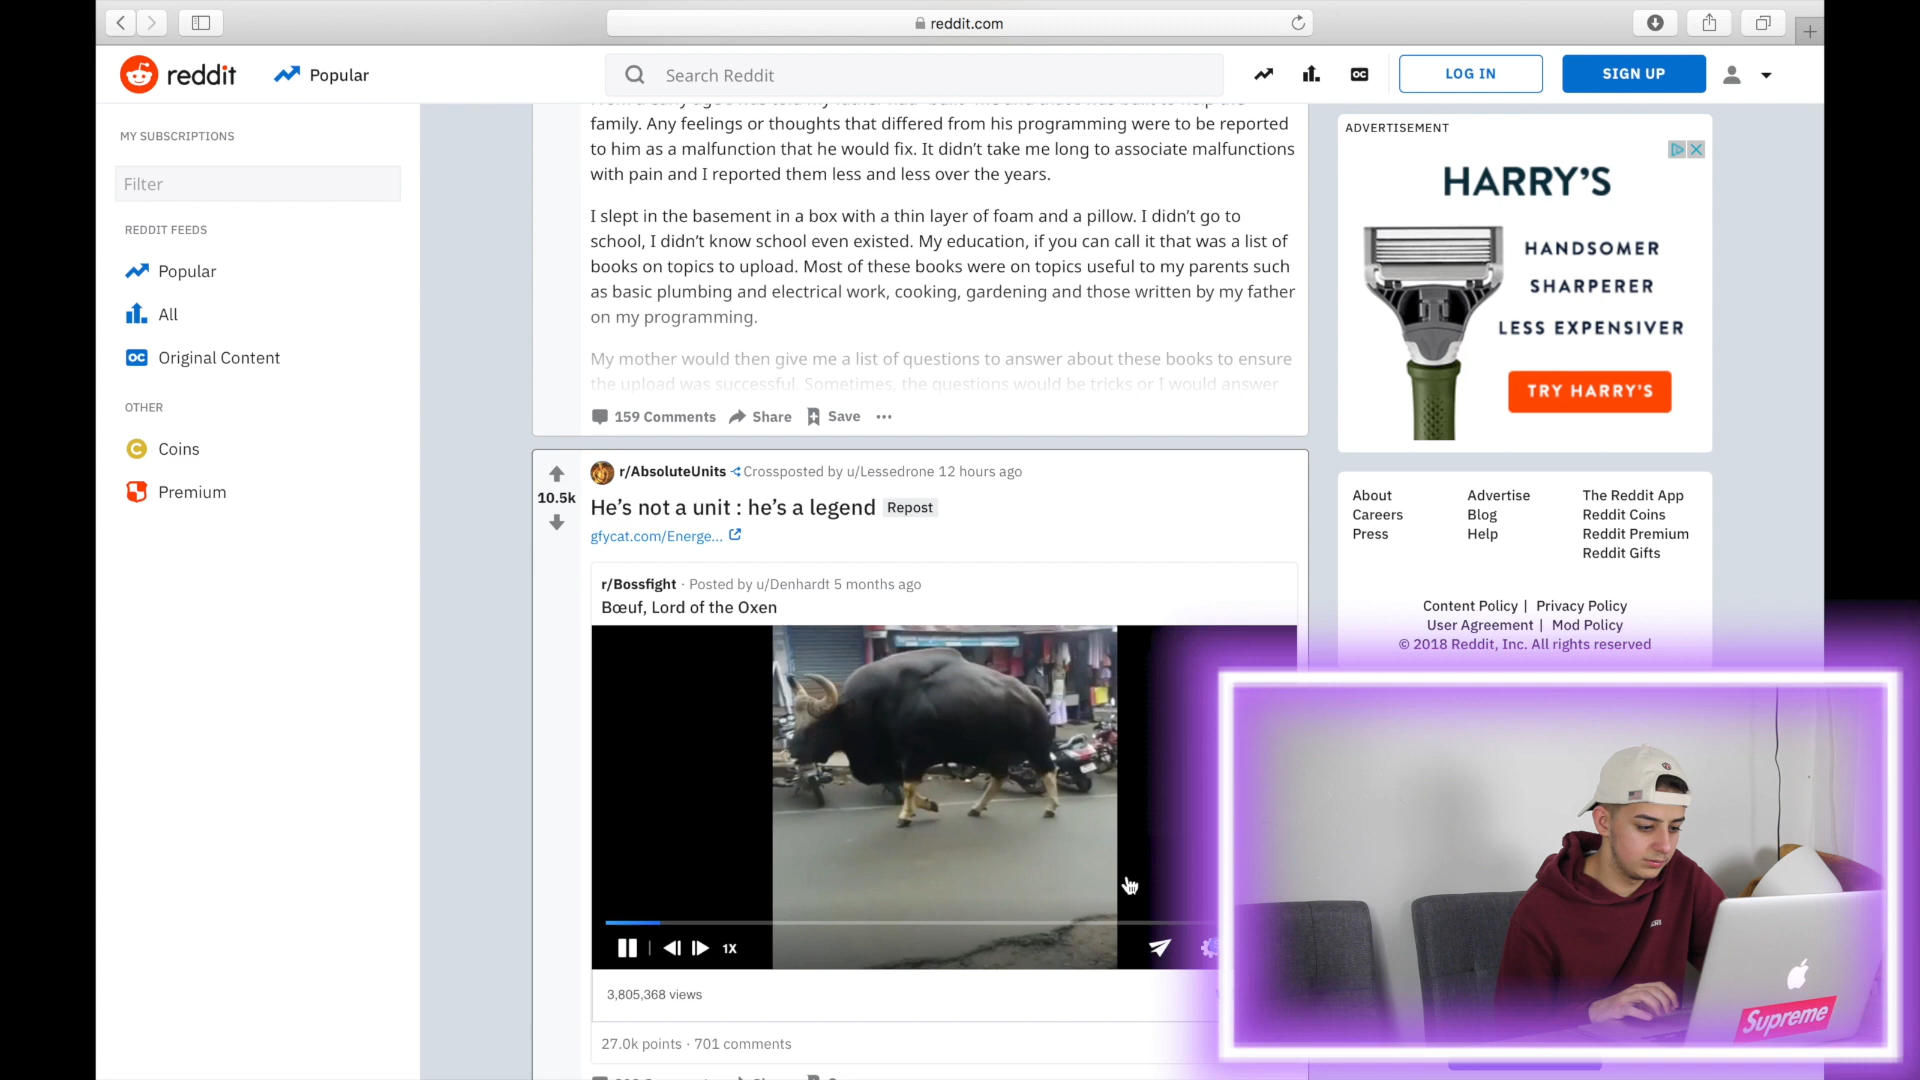 reddit.com
reddit
Popular
Search Reddit
LOG IN
SIGN UP
MY SUBSCRIPTIONS
Filter
REDDIT FEEDS
Popular
All
OC Original Content
OTHER
Coins
Premium
family. Any feelings or thoughts that differed from his programming were to be reported
to him as a malfunction that he would fix. It didn't take me long to associate malfunctions
with pain and I reported them less and less over the years.
I slept in the basement in a box with a thin layer of foam and a pillow. I didn't go to
school, I didn't know school even existed. My education, if you can call it that was a list of
books on topics to upload. Most of these books were on topics useful to my parents such
as basic plumbing and electrical work, cooking, gardening and those written by my father
on my programming.
My mother would then give me a list of questions to answer about these books to ensure
the upload was successful. Sometimes, the questions would be tricks or I would answer
159 Comments Share Save
r/AbsoluteUnits Crossposted by u/Lessedrone 12 hours ago
10.5k
He's not a unit : he's a legend Repost
gfycat.com/Energe...
r/Bossfight · Posted by u/Denhardt 5 months ago
Bœuf, Lord of the Oxen
1X
3,805,368 views
27.0k points · 701 comments
ADVERTISEMENT
HARRY'S
HANDSOMER
SHARPERER
LESS EXPENSIVER
TRY HARRY'S
About Advertise The Reddit App
Careers Blog Reddit Coins
Press Help Reddit Premium
Reddit Gifts
Content Policy | Privacy Policy
User Agreement | Mod Policy
© 2018 Reddit, Inc. All rights reserved
Supreme